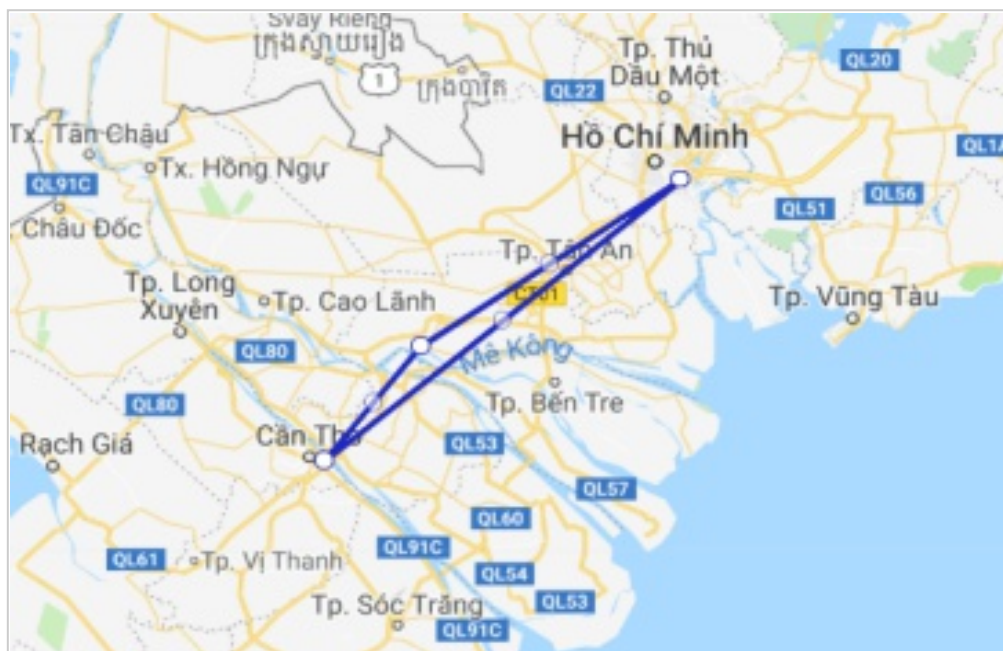 Svay Rieng
ក្រុងស្វាយរៀង
1
ក្រុងបាវិត
QL22
Tp. Thủ
Dầu Một
QL20
Hồ Chí Minh
QL1A
Tx. Tân Châu
Tx. Hồng Ngự
QL91C
Châu Đốc
QL51
QL56
Tp. Tân An
Tp. Long
Xuyên
Tp. Cao Lãnh
CT01
Tp. Vũng Tàu
QL80
Mê Kông
Tp. Bến Tre
QL80
Rạch Giá
Cần Thơ
QL53
QL57
QL60
QL61
Tp. Vị Thanh
QL91C
QL54
QL53
Tp. Sóc Trăng
QL91C